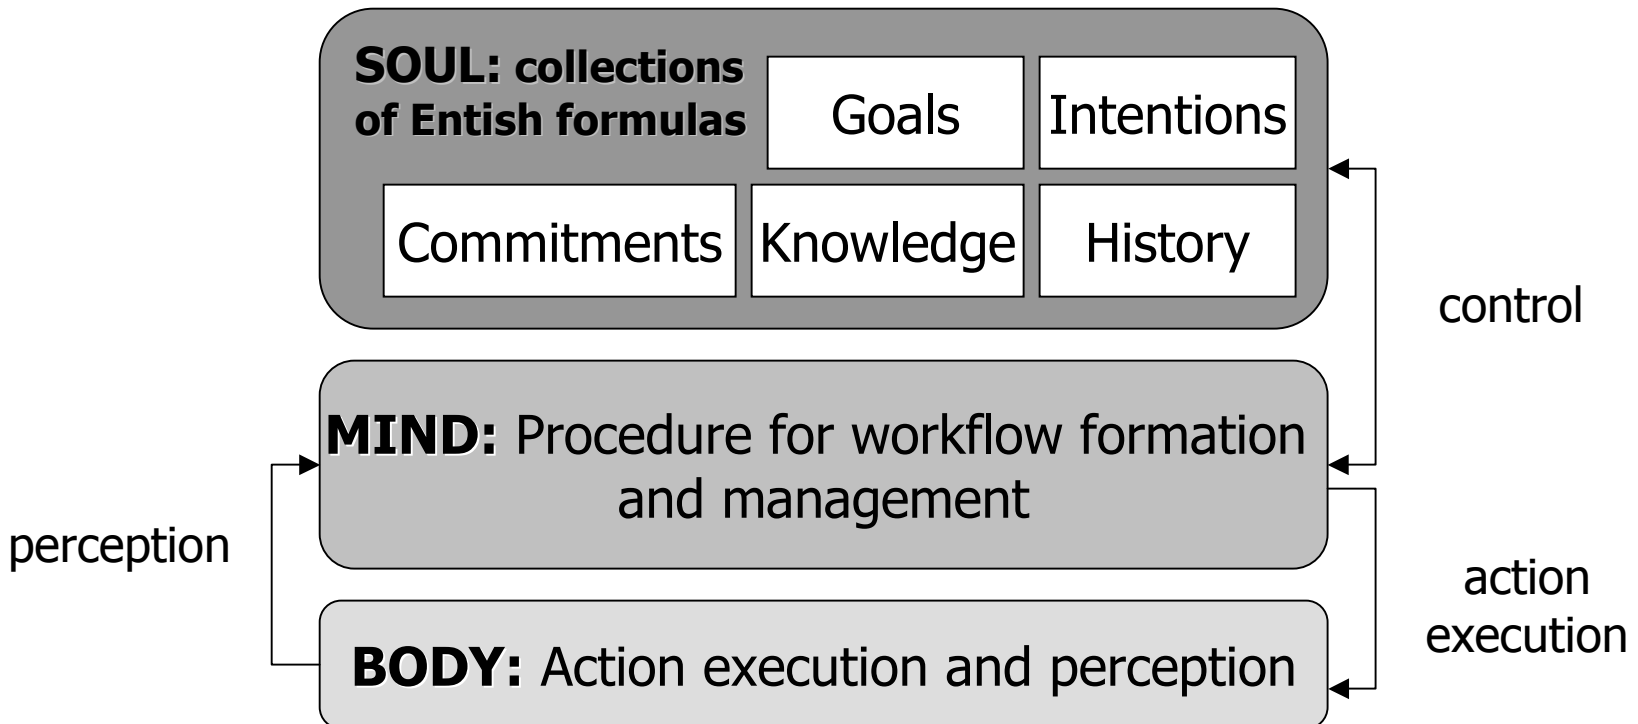 SOUL: collections
of Entish formulas
Goals
Intentions
Commitments
Knowledge
History
control
MIND: Procedure for workflow formation
and management
perception
action
execution
BODY: Action execution and perception